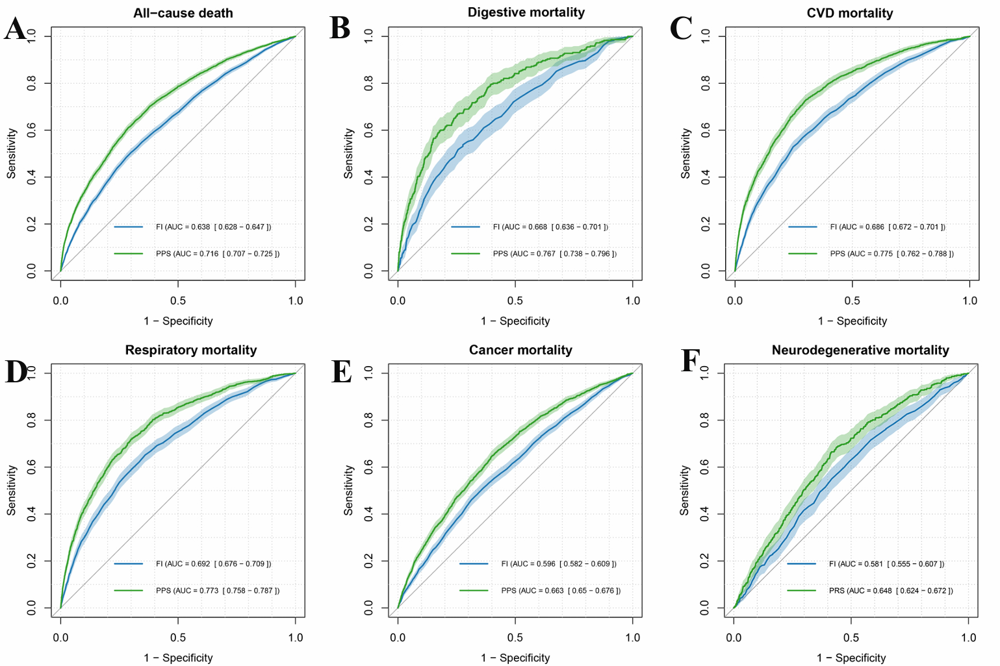 A
All−cause death
Sensitivity
1.0
0.8
0.6
0.4
0.2
0.0
FI (AUC = 0.638 [ 0.628 − 0.647 ])
PPS (AUC = 0.716 [ 0.707 − 0.725 ])
0.0 0.5 1.0
1 − Specificity
B
Digestive mortality
Sensitivity
1.0
0.8
0.6
0.4
0.2
0.0
FI (AUC = 0.668 [ 0.636 − 0.701 ])
PPS (AUC = 0.767 [ 0.738 − 0.796 ])
0.0 0.5 1.0
1 − Specificity
C
CVD mortality
Sensitivity
1.0
0.8
0.6
0.4
0.2
0.0
FI (AUC = 0.686 [ 0.672 − 0.701 ])
PPS (AUC = 0.775 [ 0.762 − 0.788 ])
0.0 0.5 1.0
1 − Specificity
D
Respiratory mortality
Sensitivity
1.0
0.8
0.6
0.4
0.2
0.0
FI (AUC = 0.692 [ 0.676 − 0.709 ])
PPS (AUC = 0.773 [ 0.758 − 0.787 ])
0.0 0.5 1.0
1 − Specificity
E
Cancer mortality
Sensitivity
1.0
0.8
0.6
0.4
0.2
0.0
FI (AUC = 0.596 [ 0.582 − 0.609 ])
PPS (AUC = 0.663 [ 0.65 − 0.676 ])
0.0 0.5 1.0
1 − Specificity
F
Neurodegenerative mortality
Sensitivity
1.0
0.8
0.6
0.4
0.2
0.0
FI (AUC = 0.581 [ 0.555 − 0.607 ])
PRS (AUC = 0.648 [ 0.624 − 0.672 ])
0.0 0.5 1.0
1 − Specificity